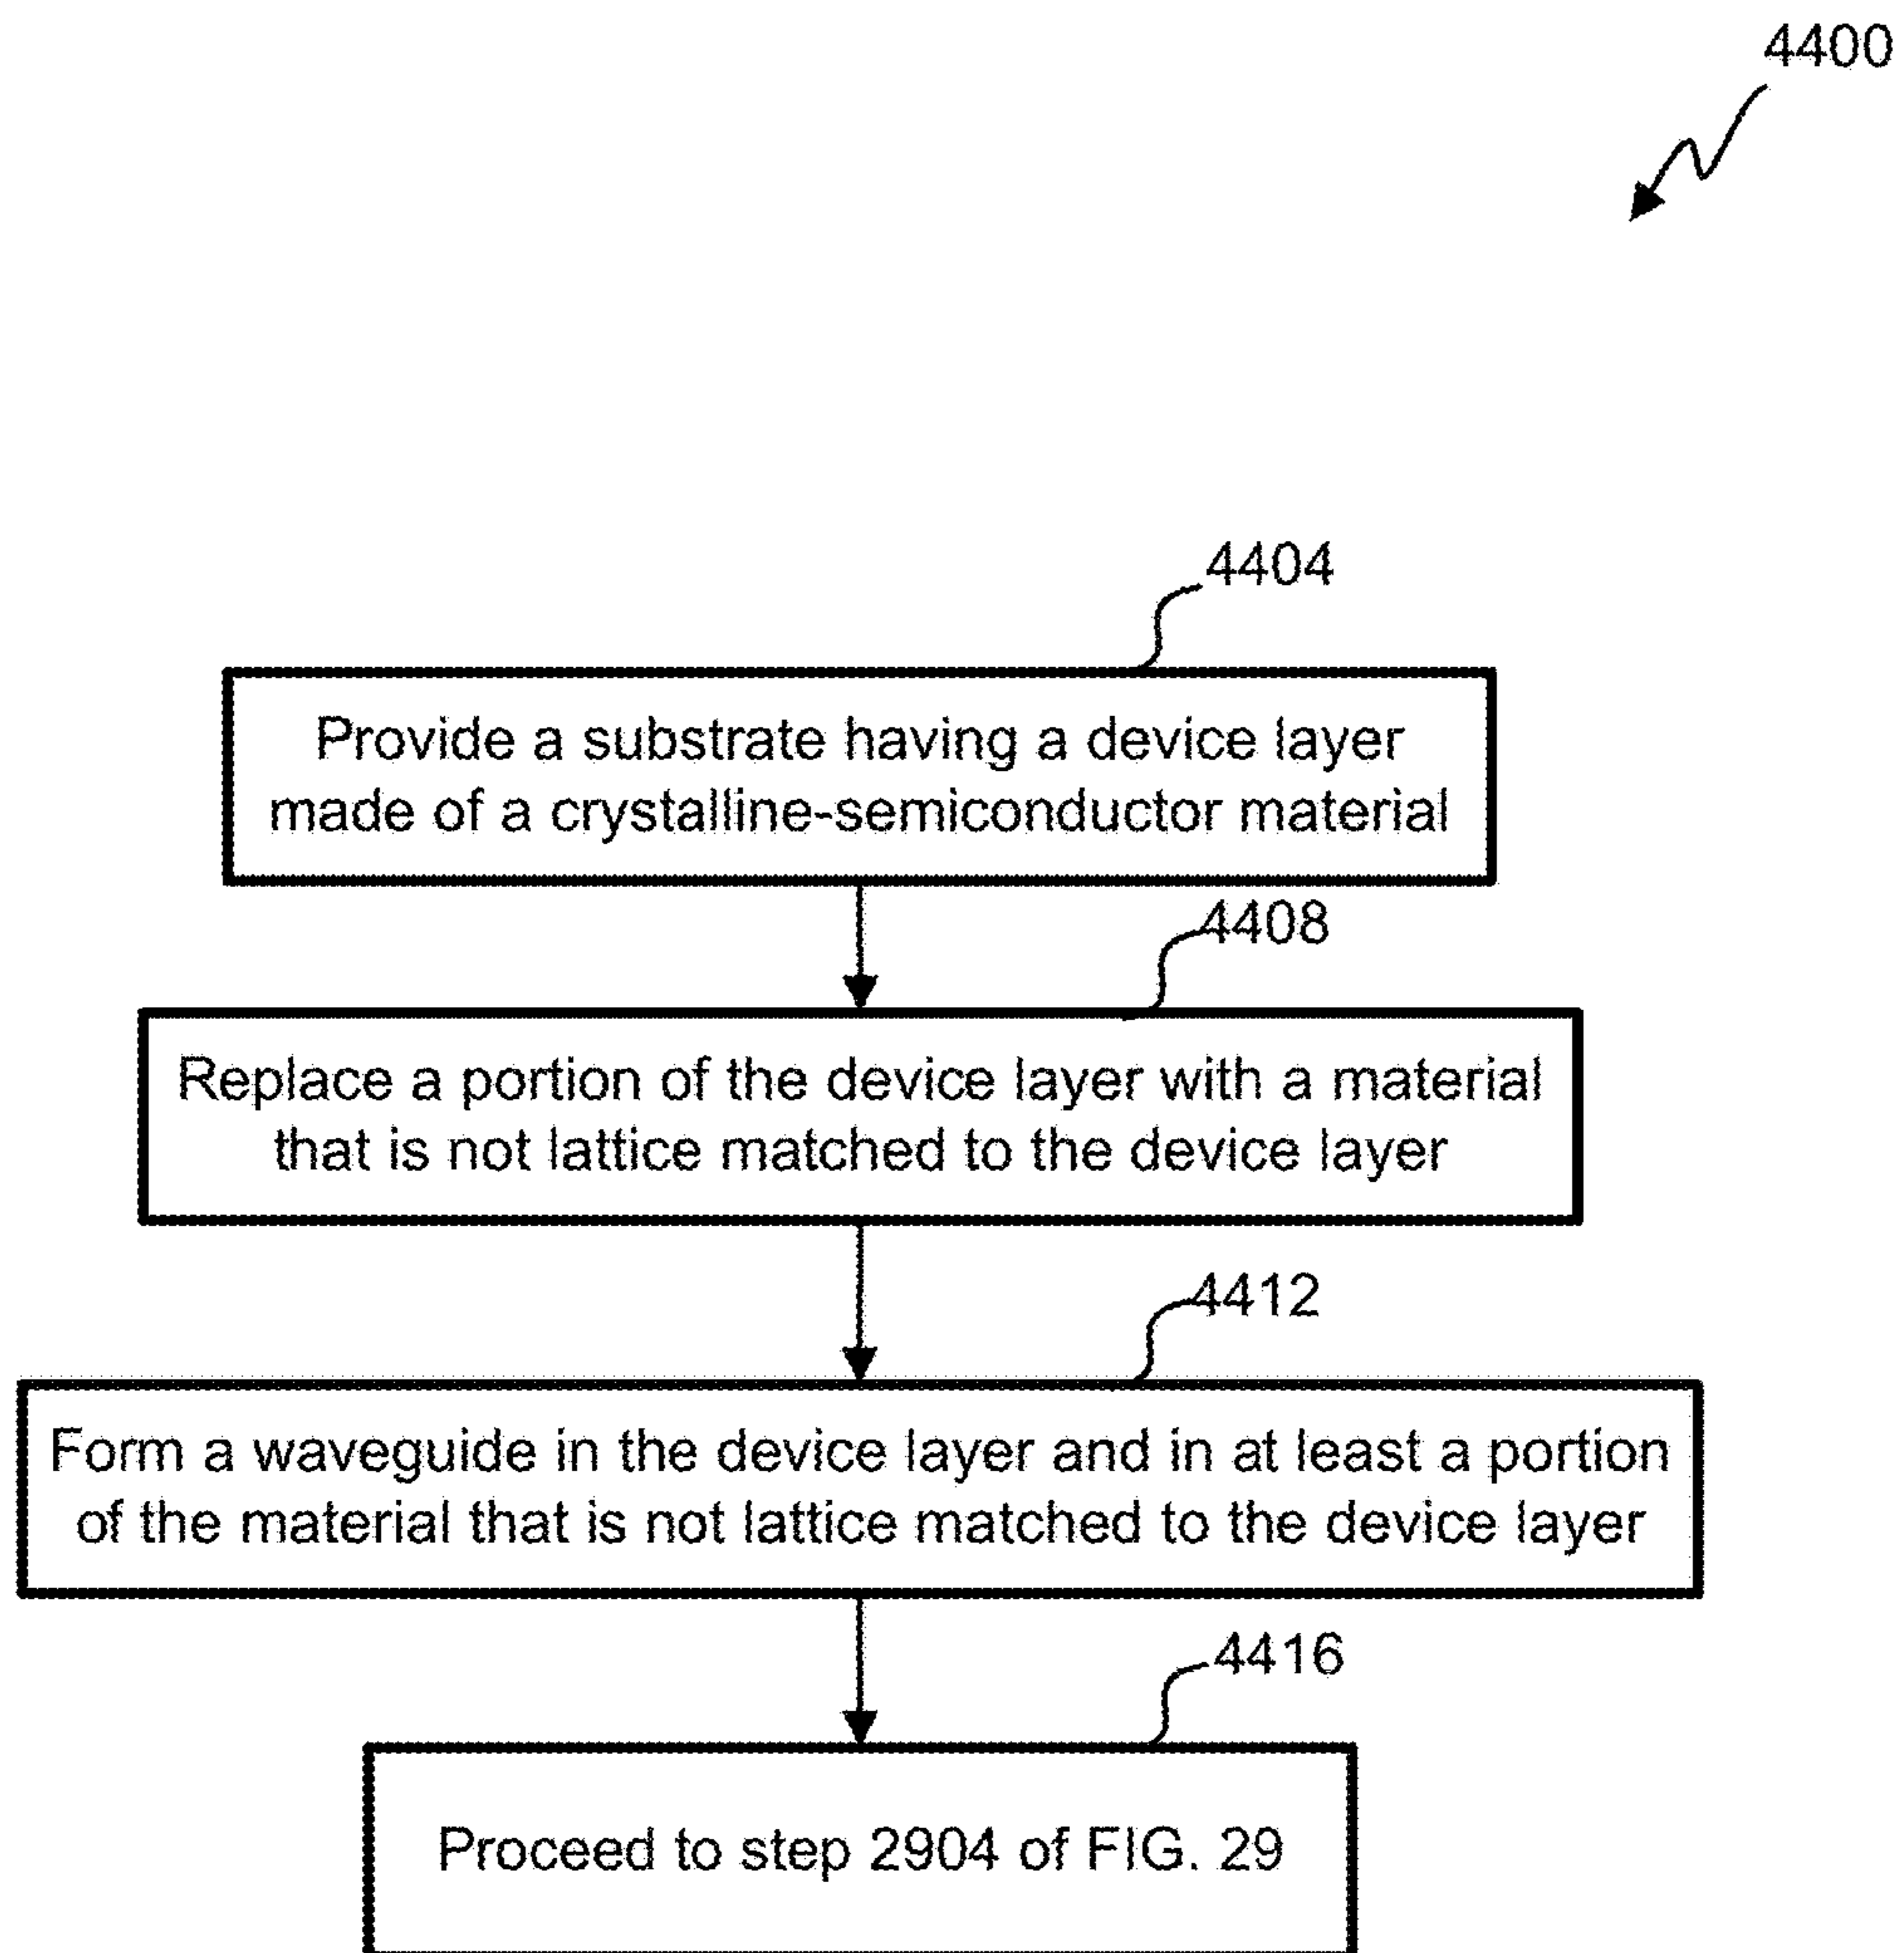 4400
4404
Provide a substrate having a device layer
made of a crystalline-semiconductor material
4408
Replace a portion of the device layer with a material
that is not lattice matched to the device layer
4412
Form a waveguide in the device layer and in at least a portion
of the material that is not lattice matched to the device layer
4416
Proceed to step 2904 of FIG. 29